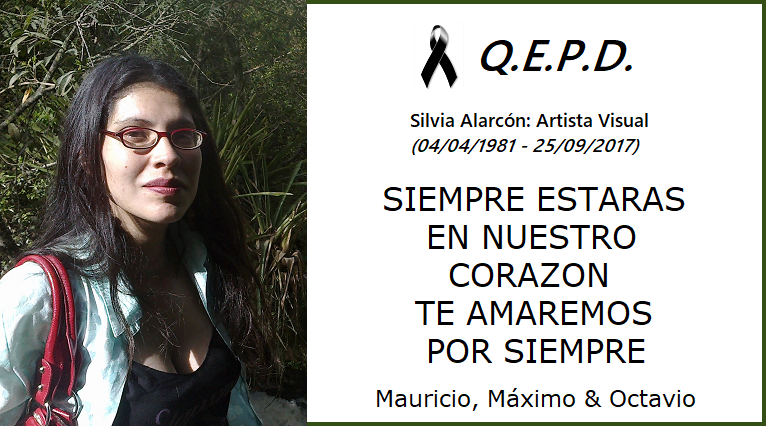 Q.E.P.D.
Silvia Alarcón: Artista Visual
(04/04/1981 - 25/09/2017)
SIEMPRE ESTARAS
EN NUESTRO
CORAZON
TE AMAREMOS
POR SIEMPRE
Mauricio, Máximo & Octavio